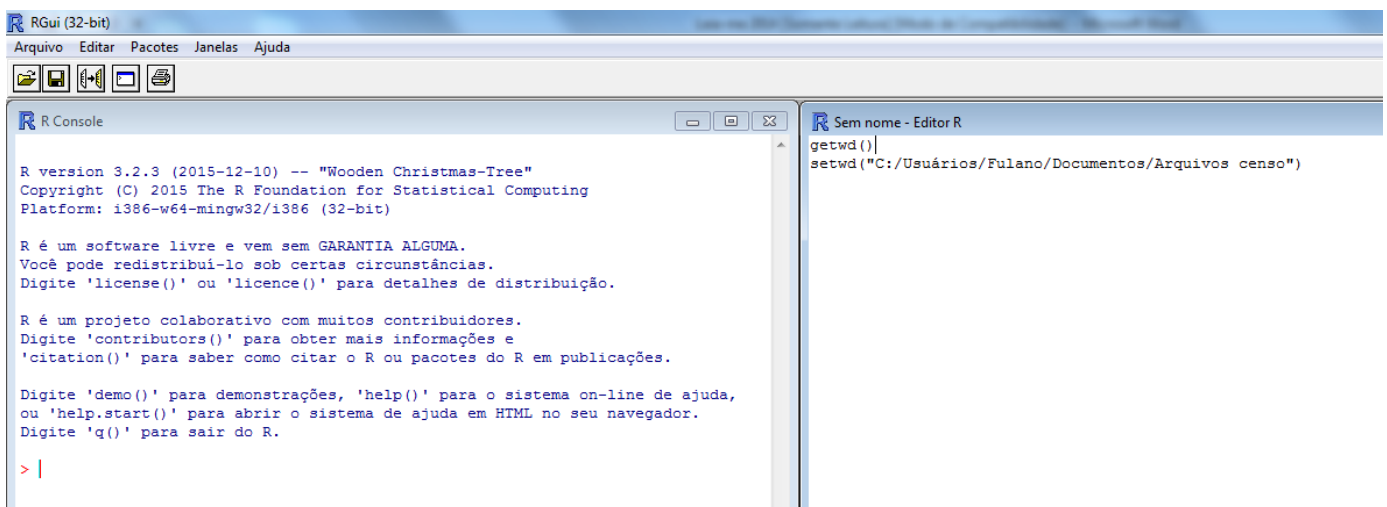 RGui (32-bit)
Arquivo Editar Pacotes Janelas Ajuda
R Console
R version 3.2.3 (2015-12-10) -- "Wooden Christmas-Tree"
Copyright (C) 2015 The R Foundation for Statistical Computing
Platform: i386-w64-mingw32/i386 (32-bit)
R é um software livre e vem sem GARANTIA ALGUMA.
Você pode redistribuí-lo sob certas circunstâncias.
Digite 'license()' ou 'licence()' para detalhes de distribuição.
R é um projeto colaborativo com muitos contribuidores.
Digite 'contributors()' para obter mais informações e
'citation()' para saber como citar o R ou pacotes do R em publicações.
Digite 'demo()' para demonstrações, 'help()' para o sistema on-line de ajuda,
ou 'help.start()' para abrir o sistema de ajuda em HTML no seu navegador.
Digite 'q()' para sair do R.
>
Sem nome - Editor R
getwd()
setwd("C:/Usuários/Fulano/Documentos/Arquivos censo")